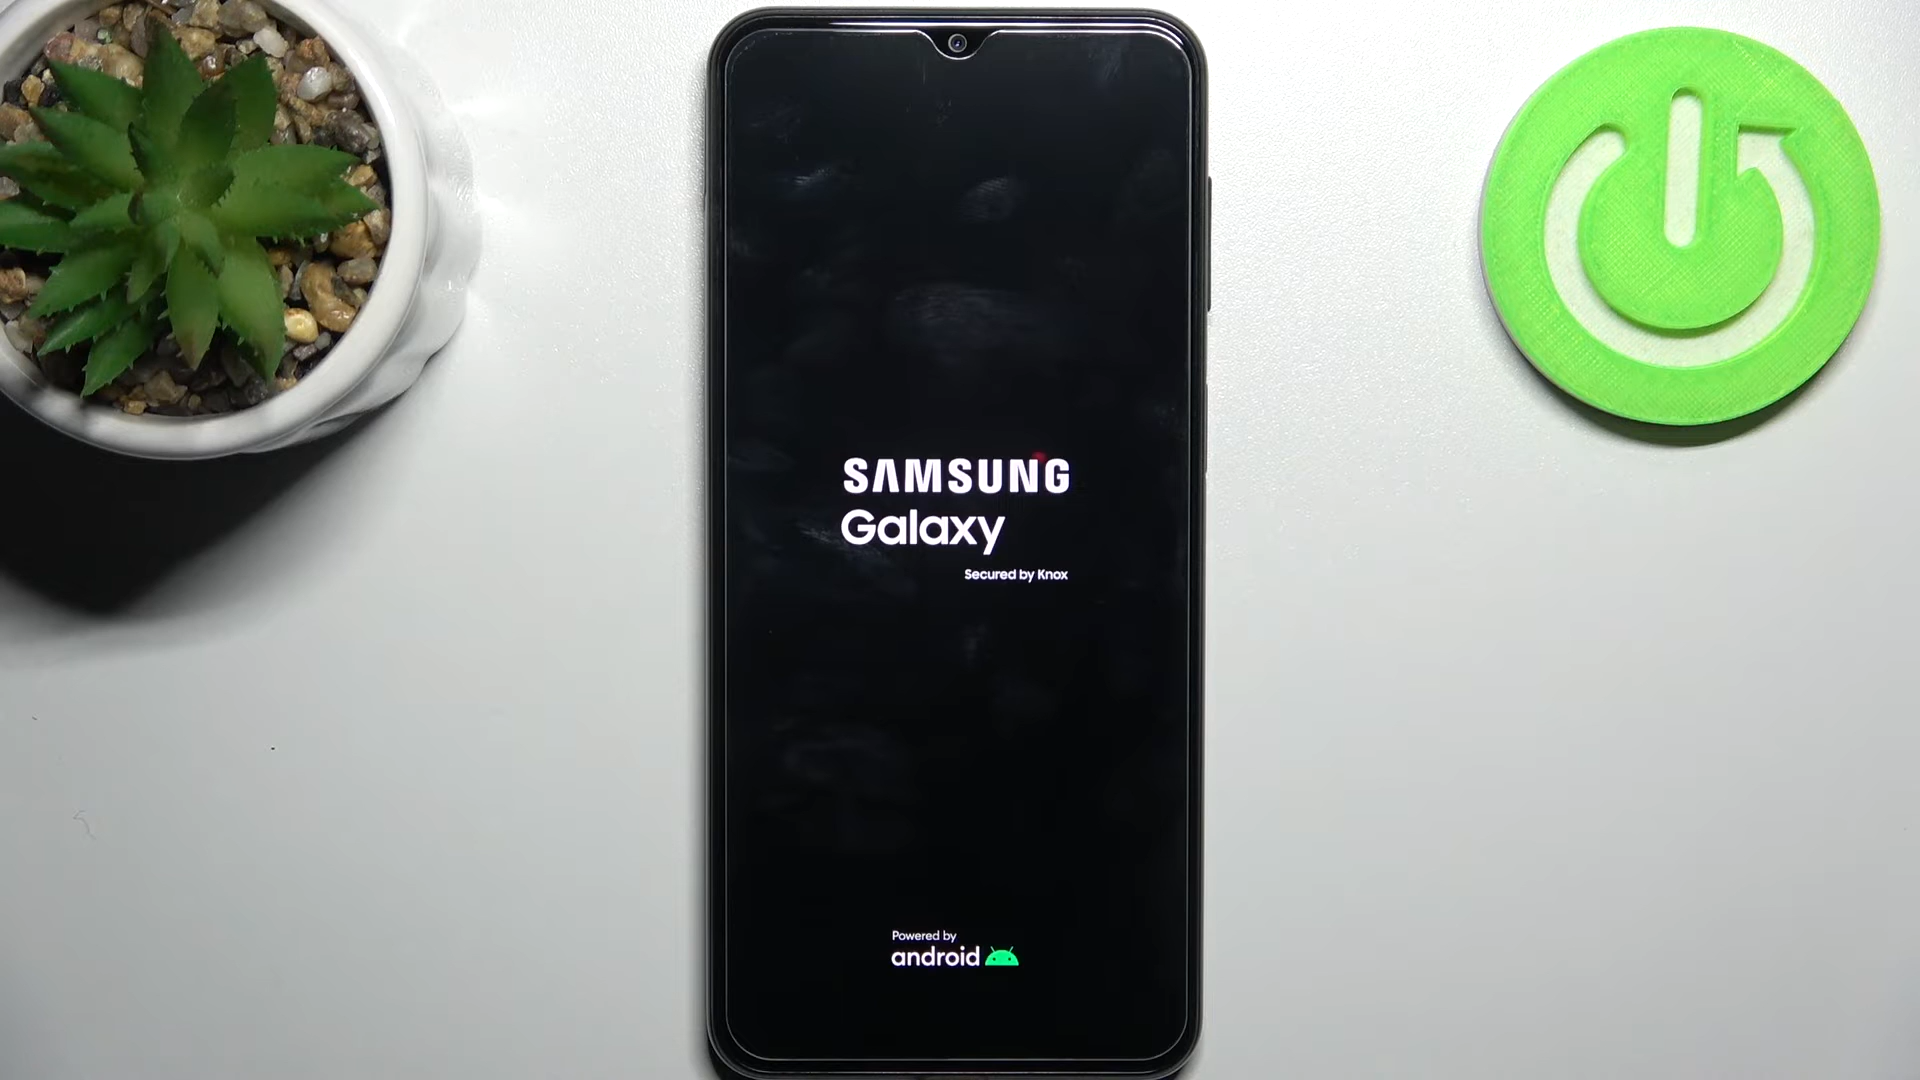 SAMSUNG
Galaxy
Secured by Knox
Powered by
android